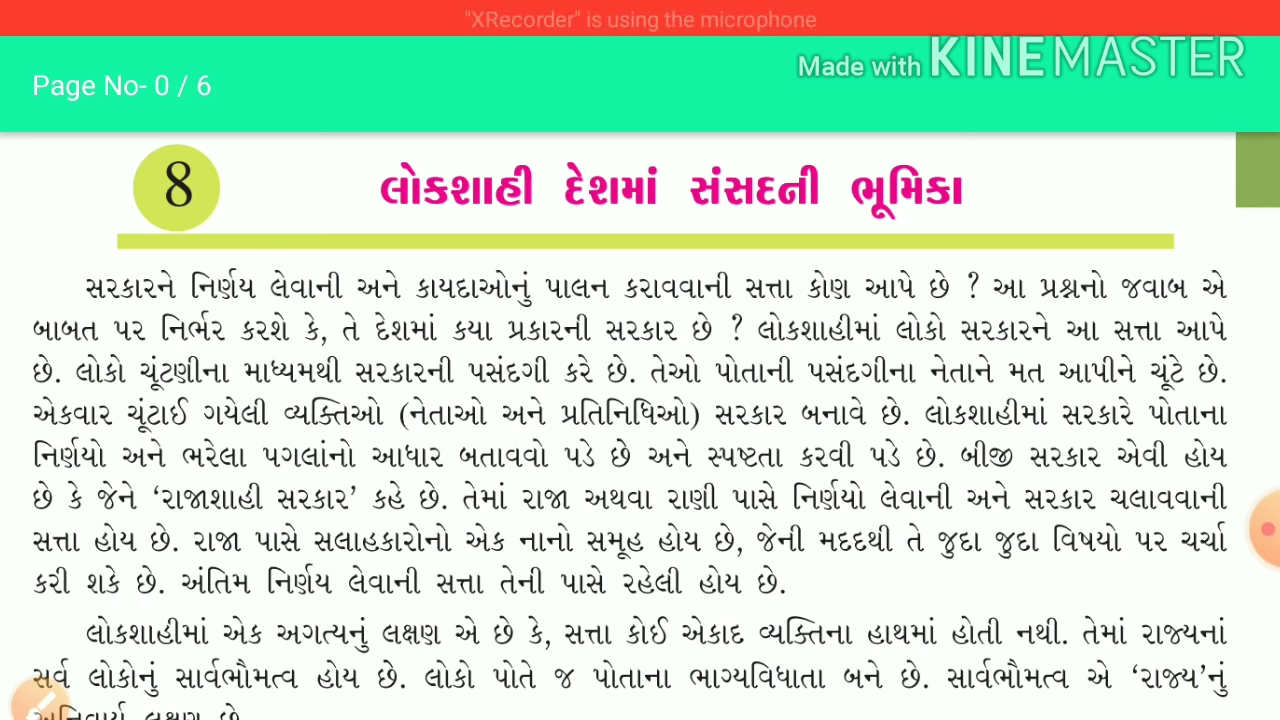 "XRecorder" is using the microphone
Made with KINEMASTER
Page No- 0 / 6
8 લોકશાહી દેશમાં સંસદની ભૂમિકા
સરકારને નિર્ણય લેવાની અને કાયદાઓનું પાલન કરાવવાની સત્તા કોણ આપે છે ? આ પ્રશ્નનો જવાબ એ
બાબત પર નિર્ભર કરશે કે, તે દેશમાં કયા પ્રકારની સરકાર છે ? લોકશાહીમાં લોકો સરકારને આ સત્તા આપે
છે. લોકો ચૂંટણીના માધ્યમથી સરકારની પસંદગી કરે છે. તેઓ પોતાની પસંદગીના નેતાને મત આપીને ચૂંટે છે.
એકવાર ચૂંટાઈ ગયેલી વ્યક્તિઓ (નેતાઓ અને પ્રતિનિધિઓ) સરકાર બનાવે છે. લોકશાહીમાં સરકારે પોતાના
નિર્ણયો અને ભરેલા પગલાંનો આધાર બતાવવો પડે છે અને સ્પષ્ટતા કરવી પડે છે. બીજી સરકાર એવી હોય
છે કે જેને ‘રાજાશાહી સરકાર’ કહે છે. તેમાં રાજા અથવા રાણી પાસે નિર્ણયો લેવાની અને સરકાર ચલાવવાની
સત્તા હોય છે. રાજા પાસે સલાહકારોનો એક નાનો સમૂહ હોય છે, જેની મદદથી તે જુદા જુદા વિષયો પર ચર્ચા
કરી શકે છે. અંતિમ નિર્ણય લેવાની સત્તા તેની પાસે રહેલી હોય છે.
લોકશાહીમાં એક અગત્યનું લક્ષણ એ છે કે, સત્તા કોઈ એકાદ વ્યક્તિના હાથમાં હોતી નથી. તેમાં રાજ્યનાં
સર્વ લોકોનું સાર્વભૌમત્વ હોય છે. લોકો પોતે જ પોતાના ભાગ્યવિધાતા બને છે. સાર્વભૌમત્વ એ ‘રાજ્ય’નું
અનિવાર્ય લક્ષણ છે.